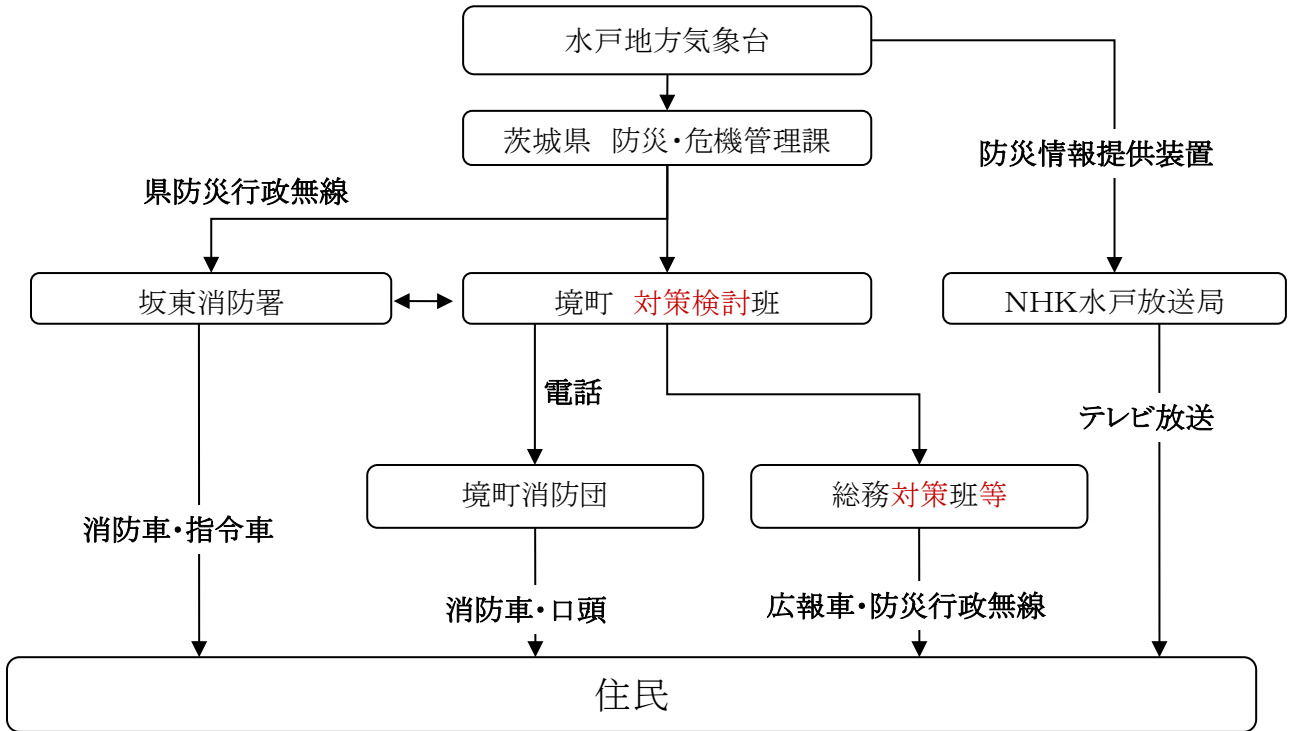 水戸地方気象台
茨城県 防災・危機管理課
防災情報提供装置
県防災行政無線
坂東消防署
境町 対策検討班
NHK水戸放送局
電話
テレビ放送
境町消防団
総務対策班等
消防車・指令車
消防車・口頭
広報車・防災行政無線
住民